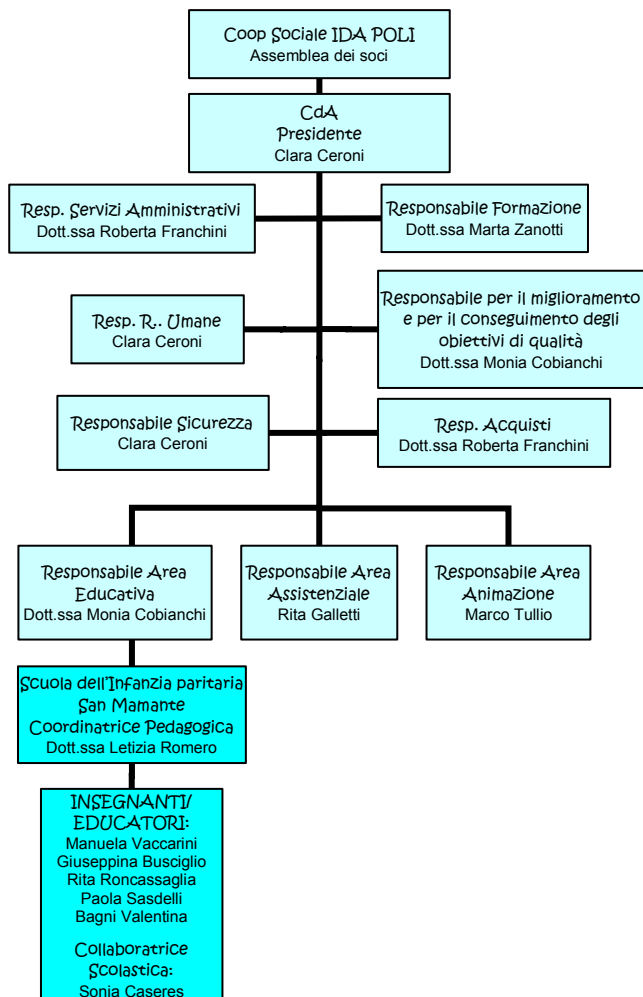 Coop Sociale IDA POLI
Assemblea dei soci
CdA
Presidente
Clara Ceroni
Resp. Servizi Amministrativi
Dott.ssa Roberta Franchini
Responsabile Formazione
Dott.ssa Marta Zanotti
Resp. R.. Umane
Clara Ceroni
Responsabile per il miglioramento
e per il conseguimento degli
obiettivi di qualità
Dott.ssa Monia Cobianchi
Responsabile Sicurezza
Clara Ceroni
Resp. Acquisti
Dott.ssa Roberta Franchini
Responsabile Area
Educativa
Dott.ssa Monia Cobianchi
Responsabile Area
Assistenziale
Rita Galletti
Responsabile Area
Animazione
Marco Tullio
Scuola dell'Infanzia paritaria
San Mamante
Coordinatrice Pedagogica
Dott.ssa Letizia Romero
INSEGNANTI/
EDUCATORI:
Manuela Vaccarini
Giuseppina Busciglio
Rita Roncassaglia
Paola Sasdelli
Bagni Valentina
Collaboratrice
Scolastica:
Sonia Caseres